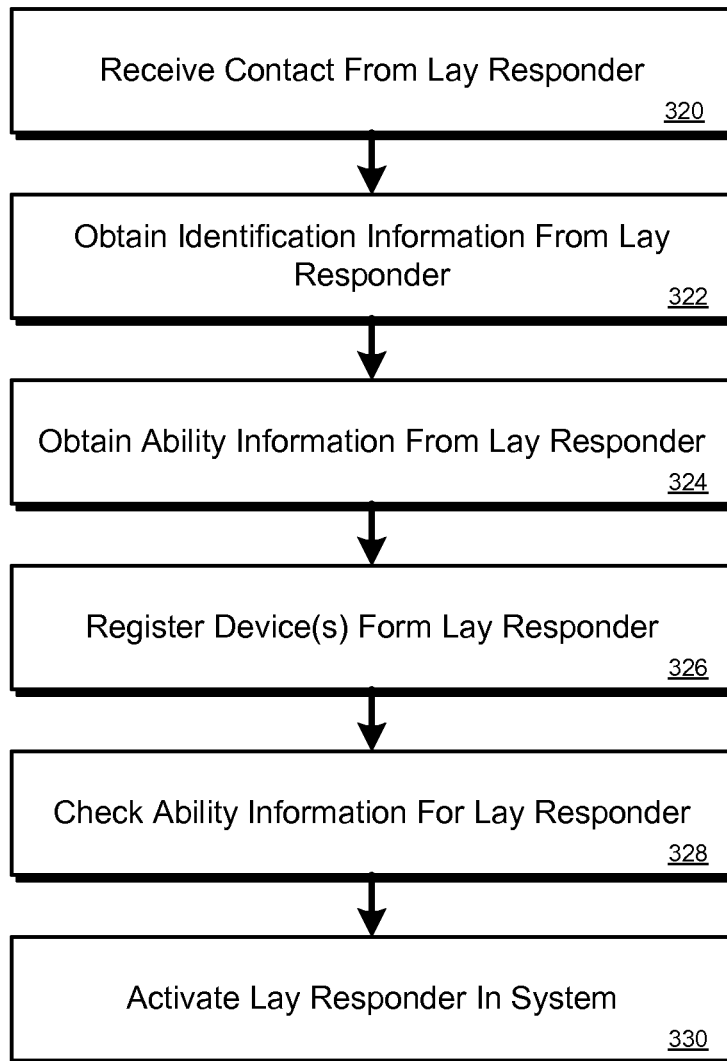 Receive Contact From Lay Responder
320
Obtain Identification Information From Lay
Responder
322
Obtain Ability Information From Lay Responder
324
Register Device(s) Form Lay Responder
326
Check Ability Information For Lay Responder
328
Activate Lay Responder In System
330